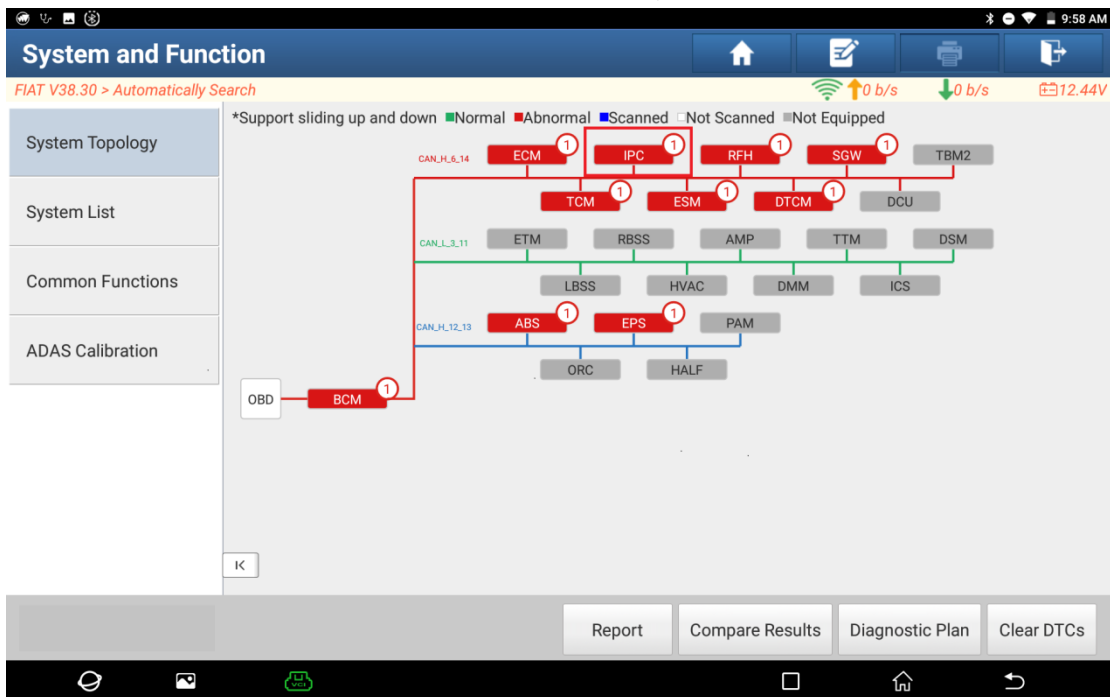 9:58 AM
System and Function
FIAT V38.30 > Automatically Search
0 b/s
0 b/s
12.44V
System Topology
System List
Common Functions
ADAS Calibration
*Support sliding up and down Normal Abnormal Scanned Not Scanned Not Equipped
CAN_H_6_14
ECM 1
IPC 1
RFH 1
SGW 1
TBM2
TCM 1
ESM 1
DTCM 1
DCU
CAN_L_3_11
ETM
RBSS
AMP
TTM
DSM
LBSS
HVAC
DMM
ICS
CAN_H_12_13
ABS 1
EPS 1
PAM
ORC
HALF
OBD
BCM 1
Report
Compare Results
Diagnostic Plan
Clear DTCs
VCI